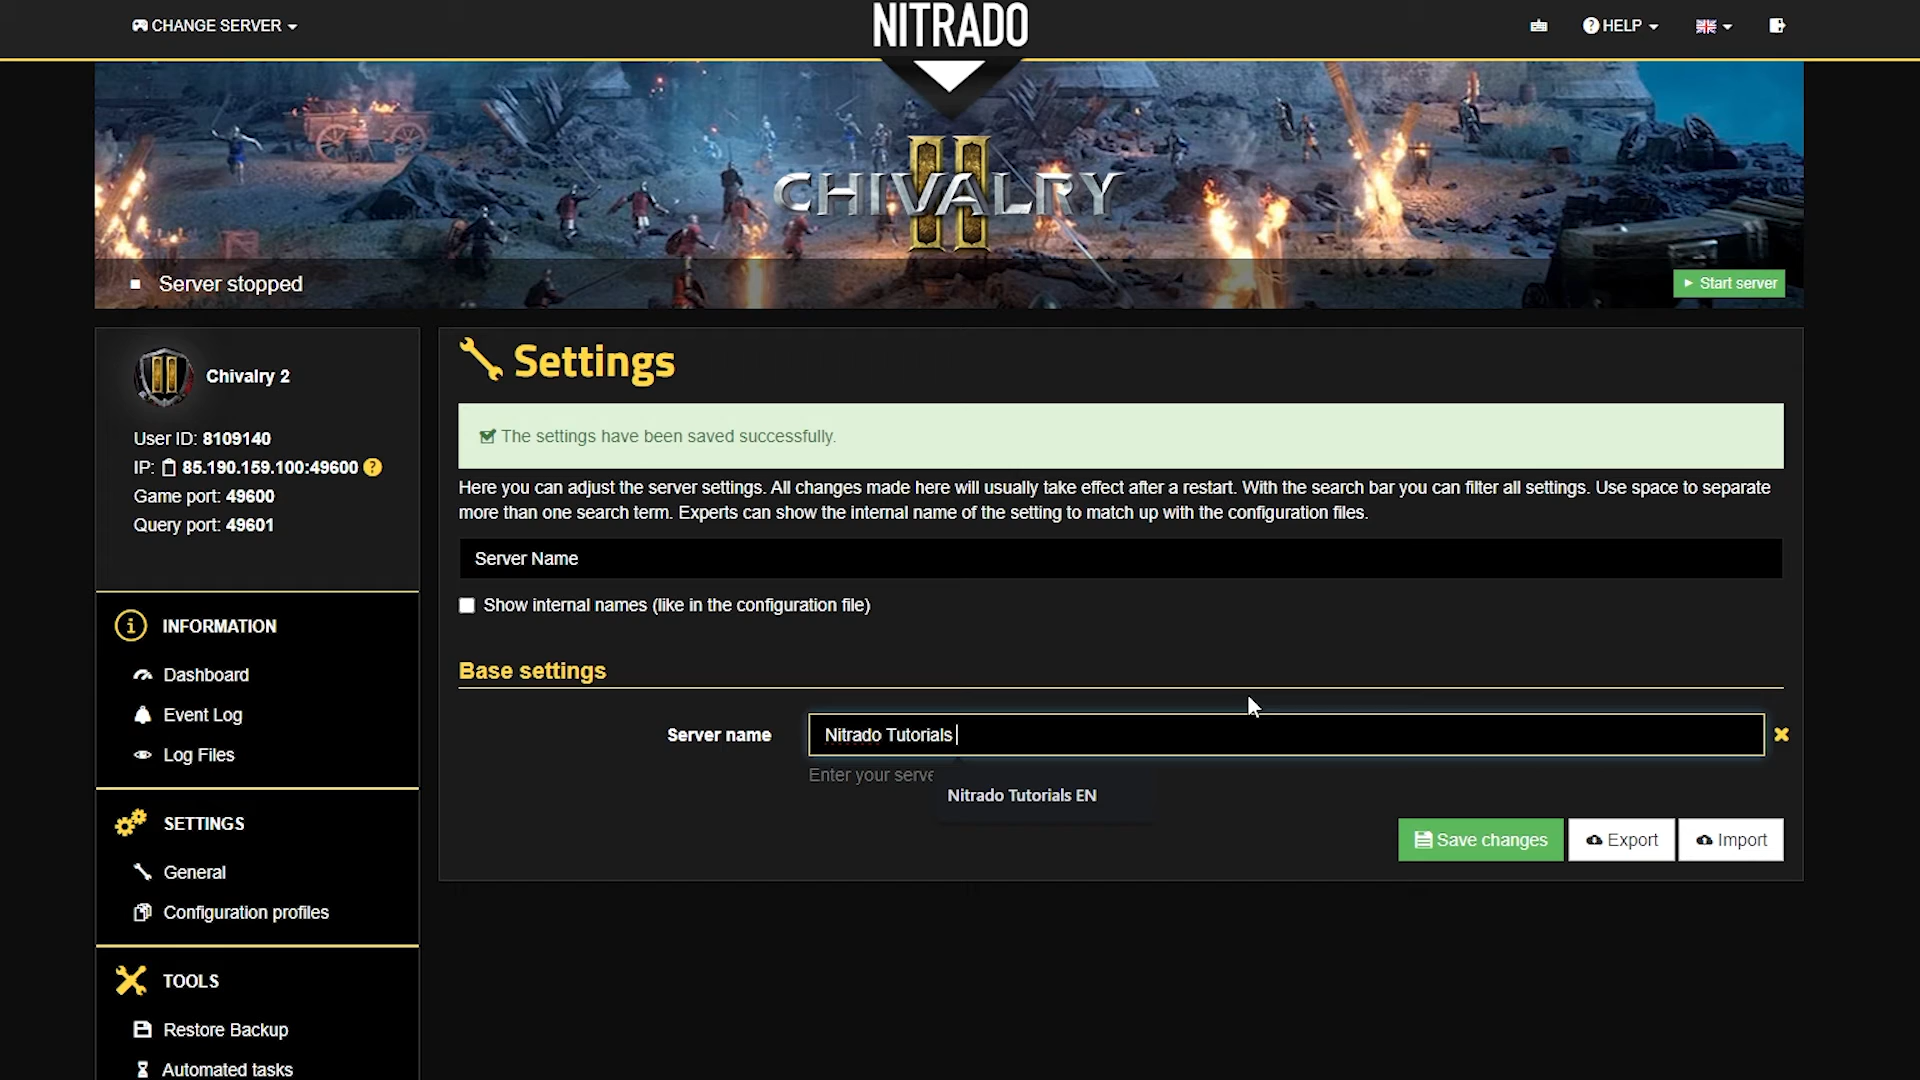 CHANGE SERVER
NITRADO
HELP
CHIVALRY
II
Server stopped
Start server
Chivalry 2
User ID: 8109140
IP: 85.190.159.100:49600 ?
Game port: 49600
Query port: 49601
INFORMATION
Dashboard
Event Log
Log Files
SETTINGS
General
Configuration profiles
TOOLS
Restore Backup
Automated tasks
Settings
The settings have been saved successfully.
Here you can adjust the server settings. All changes made here will usually take effect after a restart. With the search bar you can filter all settings. Use space to separate
more than one search term. Experts can show the internal name of the setting to match up with the configuration files.
Server Name
Show internal names (like in the configuration file)
Base settings
Server name
Nitrado Tutorials
Enter your serve
Nitrado Tutorials EN
Save changes
Export
Import